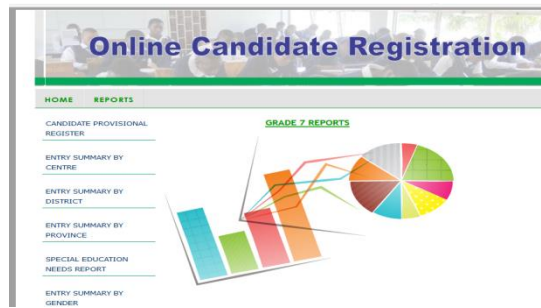 Online Candidate Registration
HOME REPORTS
CANDIDATE PROVISIONAL
REGISTER
ENTRY SUMMARY BY
CENTRE
ENTRY SUMMARY BY
DISTRICT
ENTRY SUMMARY BY
PROVINCE
SPECIAL EDUCATION
NEEDS REPORT
ENTRY SUMMARY BY
GENDER
GRADE 7 REPORTS